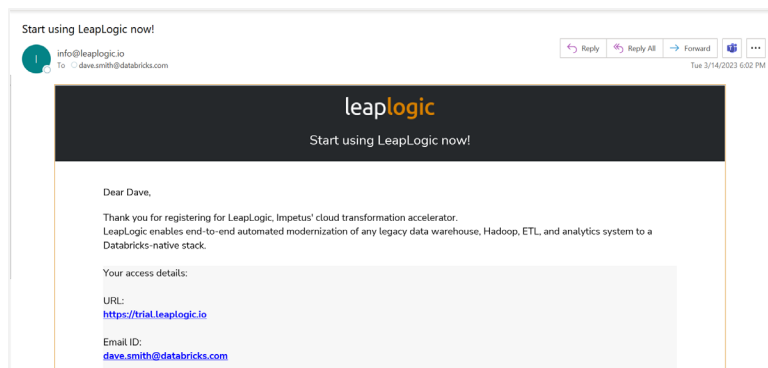 Start using LeapLogic now!
I
info@leaplogic.io
To dave.smith@databricks.com
Reply
Reply All
Forward
Tue 3/14/2023 6:02 PM
leaplogic
Start using LeapLogic now!
Dear Dave,
Thank you for registering for LeapLogic, Impetus' cloud transformation accelerator.
LeapLogic enables end-to-end automated modernization of any legacy data warehouse, Hadoop, ETL, and analytics system to a
Databricks-native stack.
Your access details:
URL:
https://trial.leaplogic.io
Email ID:
dave.smith@databricks.com